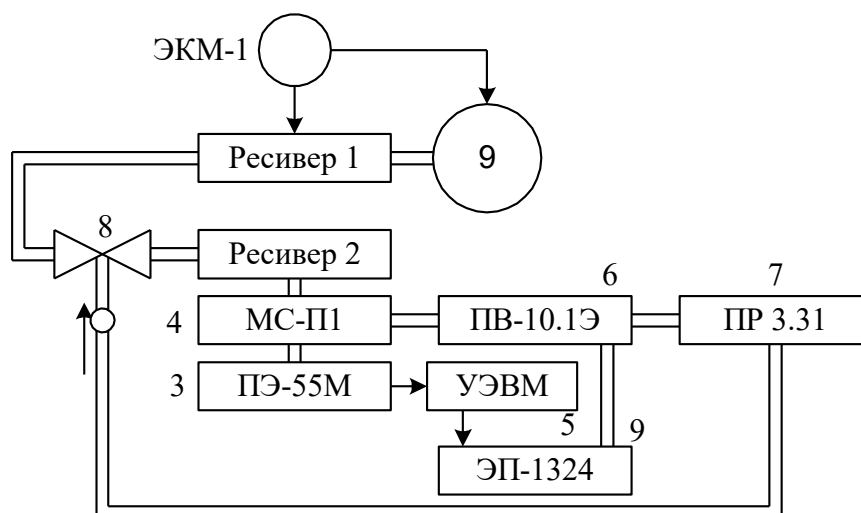 ЭКМ-1
Ресивер 1
9
8
Ресивер 2
6
7
4
МС-П1
ПВ-10.1Э
ПР 3.31
3
ПЭ-55М
УЭВМ
5
9
ЭП-1324